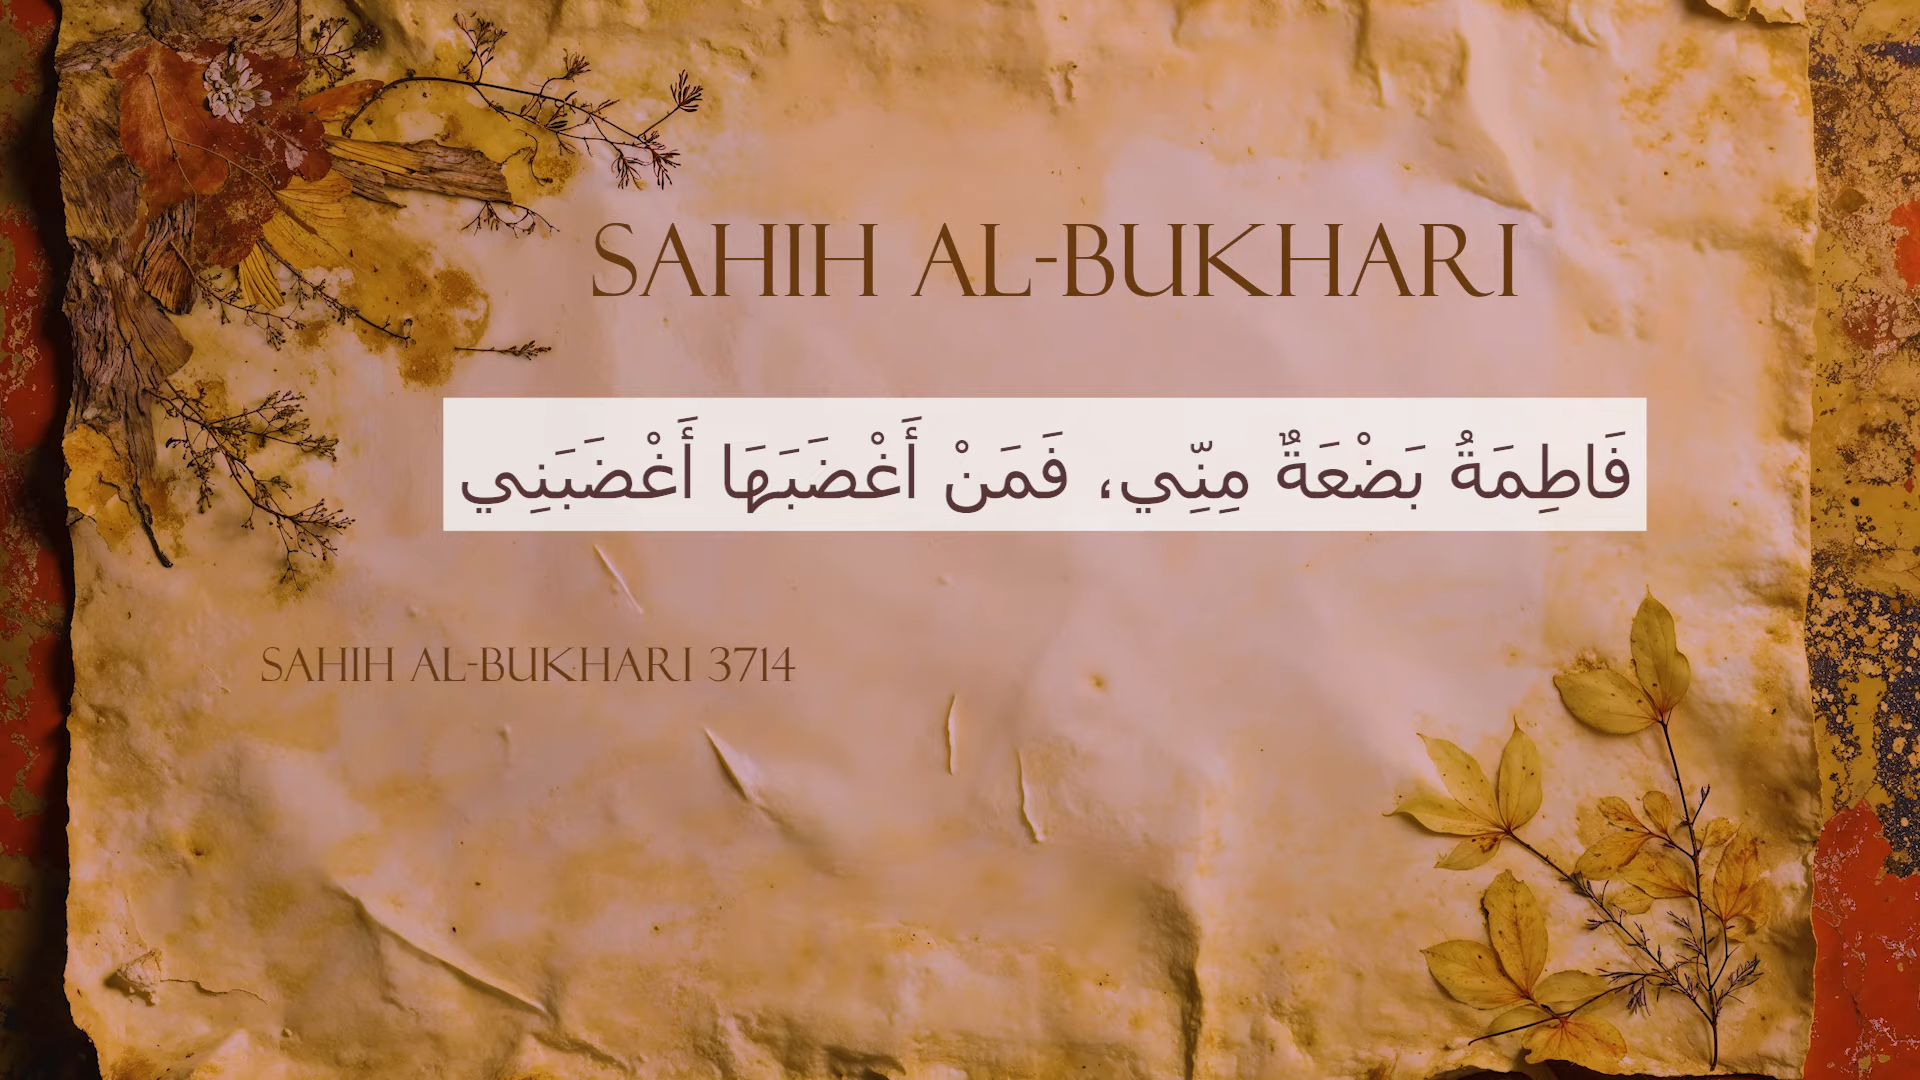 SAHIH AL-BUKHARI
فَاطِمَةُ بَضْعَةٌ مِنِّي، فَمَنْ أَغْضَبَهَا أَغْضَبَنِي
SAHIH AL-BUKHARI 3714